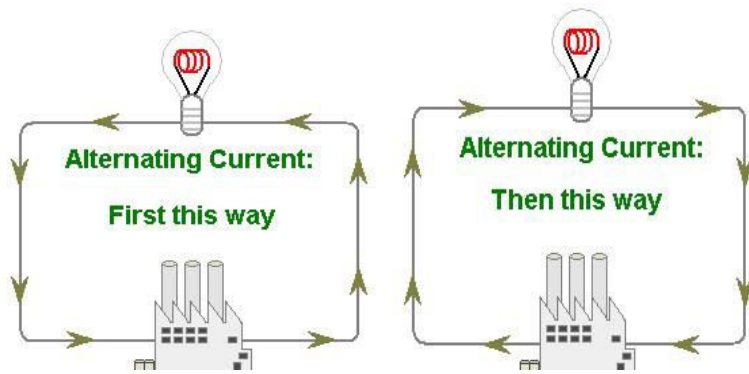 Alternating Current:
First this way
Alternating Current:
Then this way